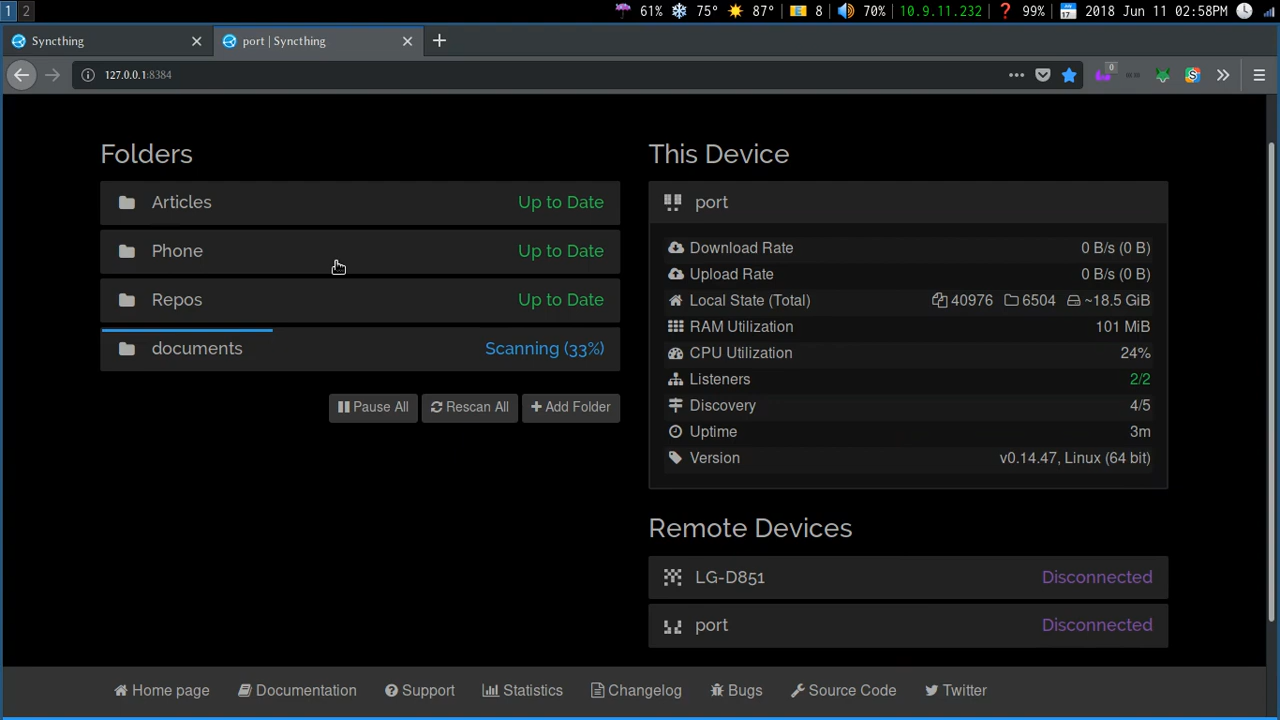 1 2 61% 75° 87° 8 70% 10.9.11.232 99% 2018 Jun 11 02:58PM
Syncthing port | Syncthing
127.0.0.1:8384 0
Folders
Articles Up to Date
Phone Up to Date
Repos Up to Date
documents Scanning (33%)
Pause All Rescan All Add Folder
This Device
port
Download Rate 0 B/s (0 B)
Upload Rate 0 B/s (0 B)
Local State (Total) 40976 6504 ~18.5 GiB
RAM Utilization 101 MiB
CPU Utilization 24%
Listeners 2/2
Discovery 4/5
Uptime 3m
Version v0.14.47, Linux (64 bit)
Remote Devices
LG-D851 Disconnected
port Disconnected
Home page Documentation Support Statistics Changelog Bugs Source Code Twitter